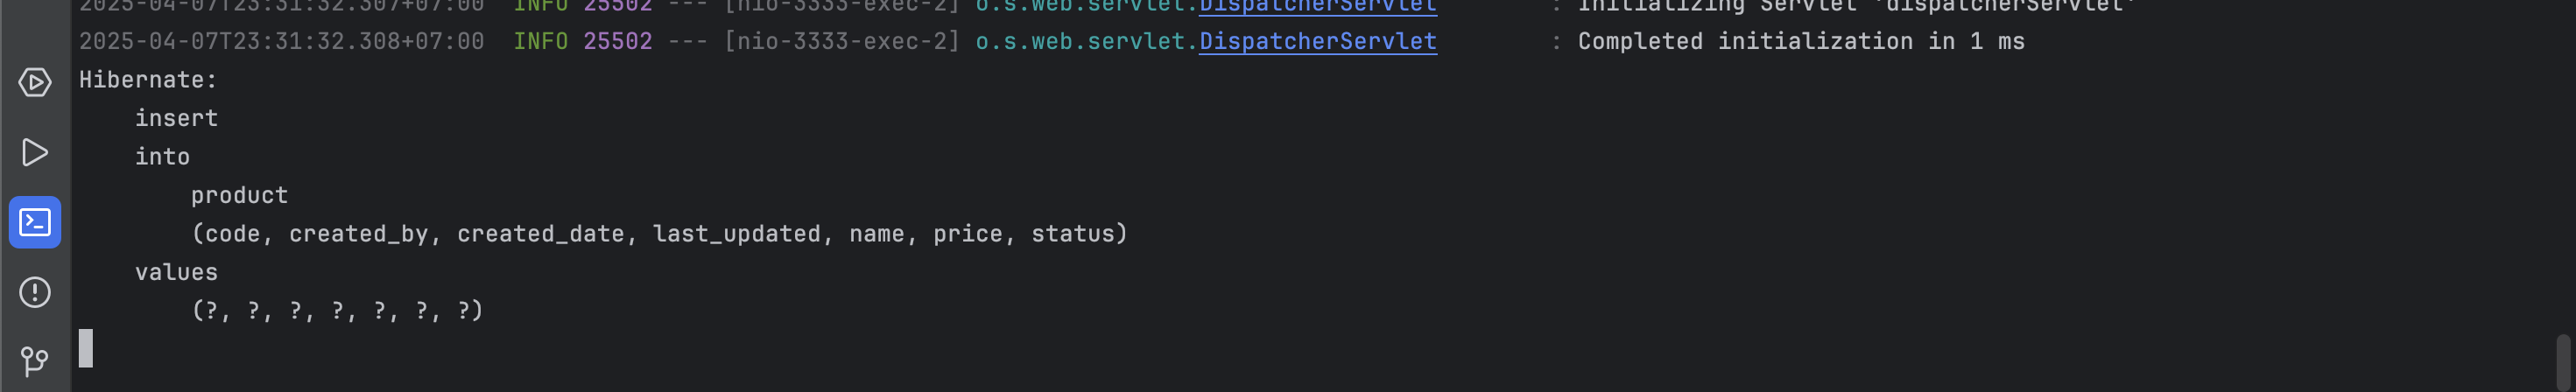 2025-04-07T23:31:32.307+07:00  INFO 25502 --- [nio-3333-exec-2] o.s.web.servlet.DispatcherServlet        : Initializing Servlet 'dispatcherServlet'
2025-04-07T23:31:32.308+07:00  INFO 25502 --- [nio-3333-exec-2] o.s.web.servlet.DispatcherServlet        : Completed initialization in 1 ms
Hibernate:
    insert
    into
        product
        (code, created_by, created_date, last_updated, name, price, status)
    values
        (?, ?, ?, ?, ?, ?, ?)